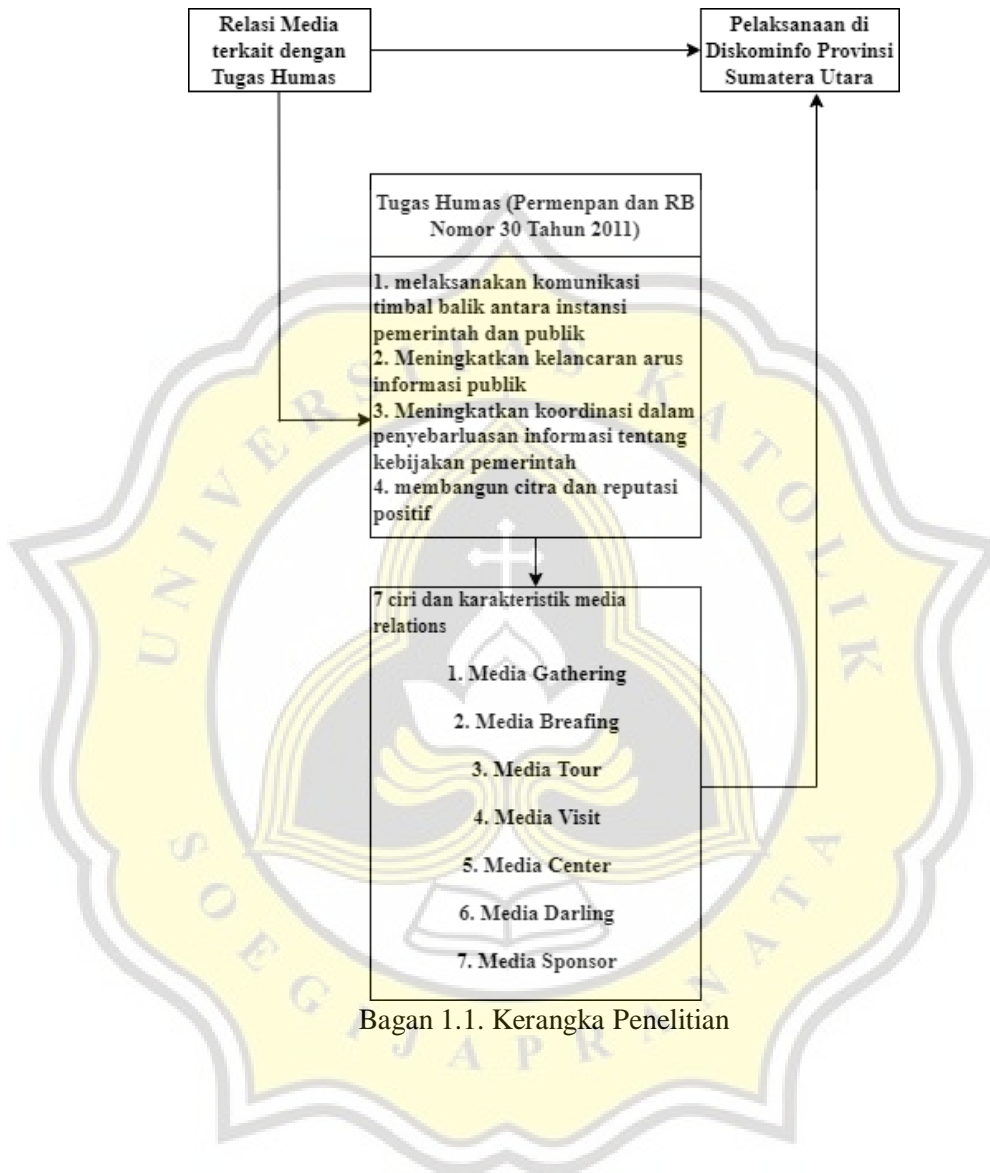 Relasi Media
terkait dengan
Tugas Humas
Pelaksanaan di
Diskominfo Provinsi
Sumatera Utara
Tugas Humas (Permenpan dan RB
Nomor 30 Tahun 2011)
1. melaksanakan komunikasi
timbal balik antara instansi
pemerintah dan publik
2. Meningkatkan kelancaran arus
informasi publik
3. Meningkatkan koordinasi dalam
penyebarluasan informasi tentang
kebijakan pemerintah
4. membangun citra dan reputasi
positif
7 ciri dan karakteristik media
relations
1. Media Gathering
2. Media Breafing
3. Media Tour
4. Media Visit
5. Media Center
6. Media Darling
7. Media Sponsor
Bagan 1.1. Kerangka Penelitian
UNIVERSITAS KATOLIK
SOEGIJAPRANATA